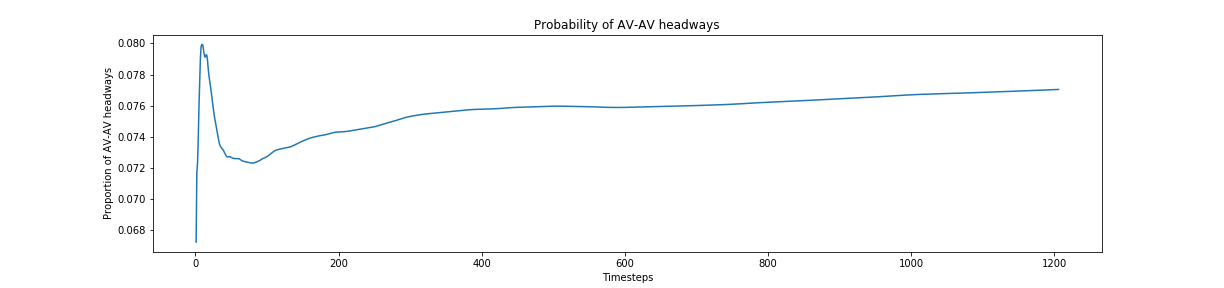 Probability of AV-AV headways
Proportion of AV-AV headways
0.080
0.078
0.076
0.074
0.072
0.070
0.068
0 200 400 600 800 1000 1200
Timesteps